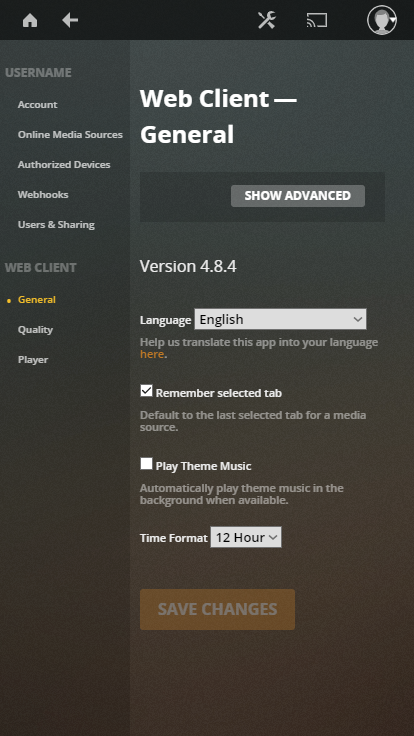 USERNAME
Account
Online Media Sources
Authorized Devices
Webhooks
Users & Sharing
WEB CLIENT
General
Quality
Player
Web Client —
General
SHOW ADVANCED
Version 4.8.4
Language English
Help us translate this app into your language
here.
Remember selected tab
Default to the last selected tab for a media
source.
Play Theme Music
Automatically play theme music in the
background when available.
Time Format 12 Hour
SAVE CHANGES